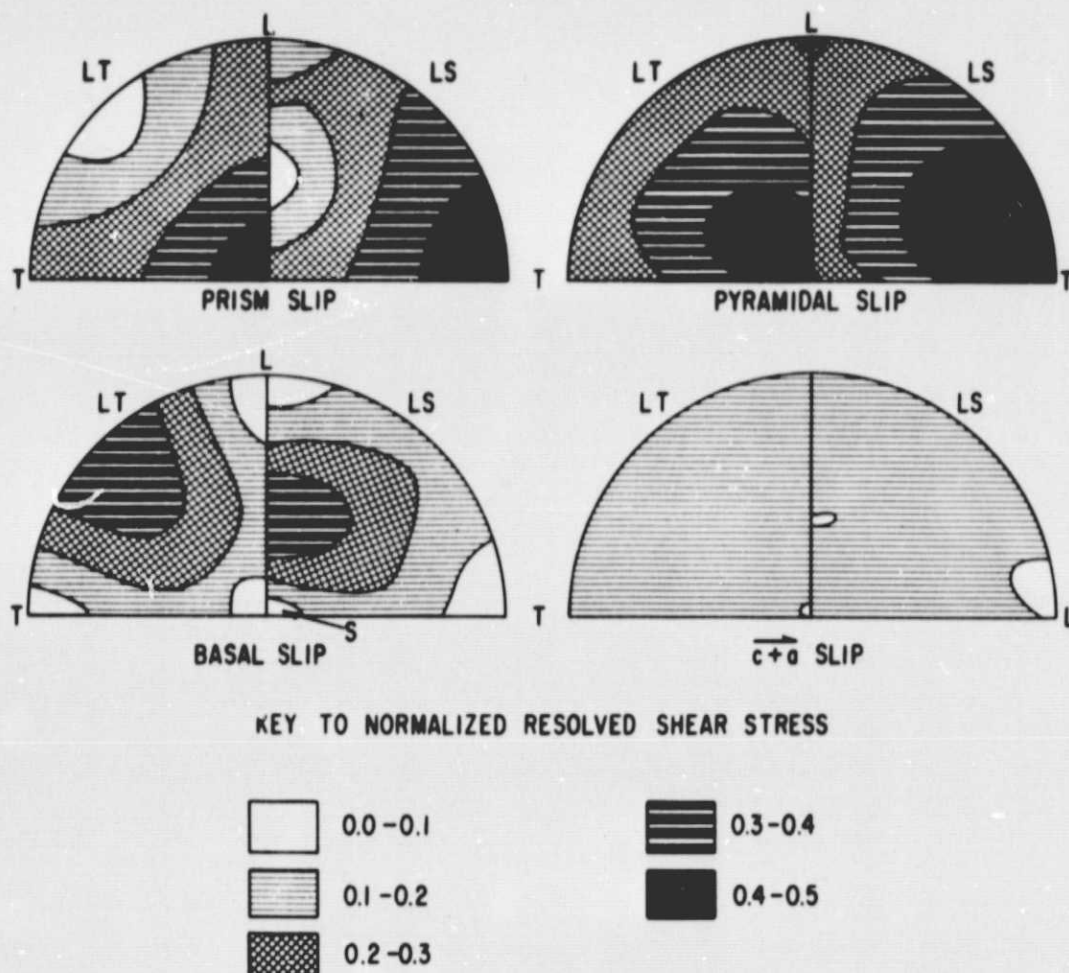 L L
LT LS LT LS
T T T
PRISM SLIP PYRAMIDAL SLIP
L
LT LS LT LS
T T
S
BASAL SLIP c+a SLIP
KEY TO NORMALIZED RESOLVED SHEAR STRESS
0.0-0.1 0.3-0.4
0.1-0.2 0.4-0.5
0.2-0.3